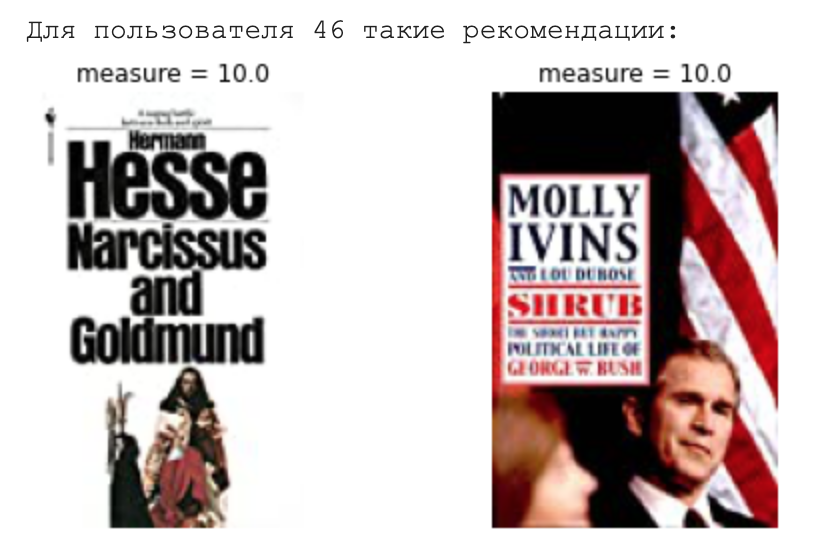 Для пользователя 46 такие рекомендации:
measure = 10.0
Hermann
Hesse
Narcissus
and
Goldmund
measure = 10.0
MOLLY
IVINS
AND LOU DUBOSE
SHRUB
THE SHORT BUT HAPPY
POLITICAL LIFE OF
GEORGE W. BUSH